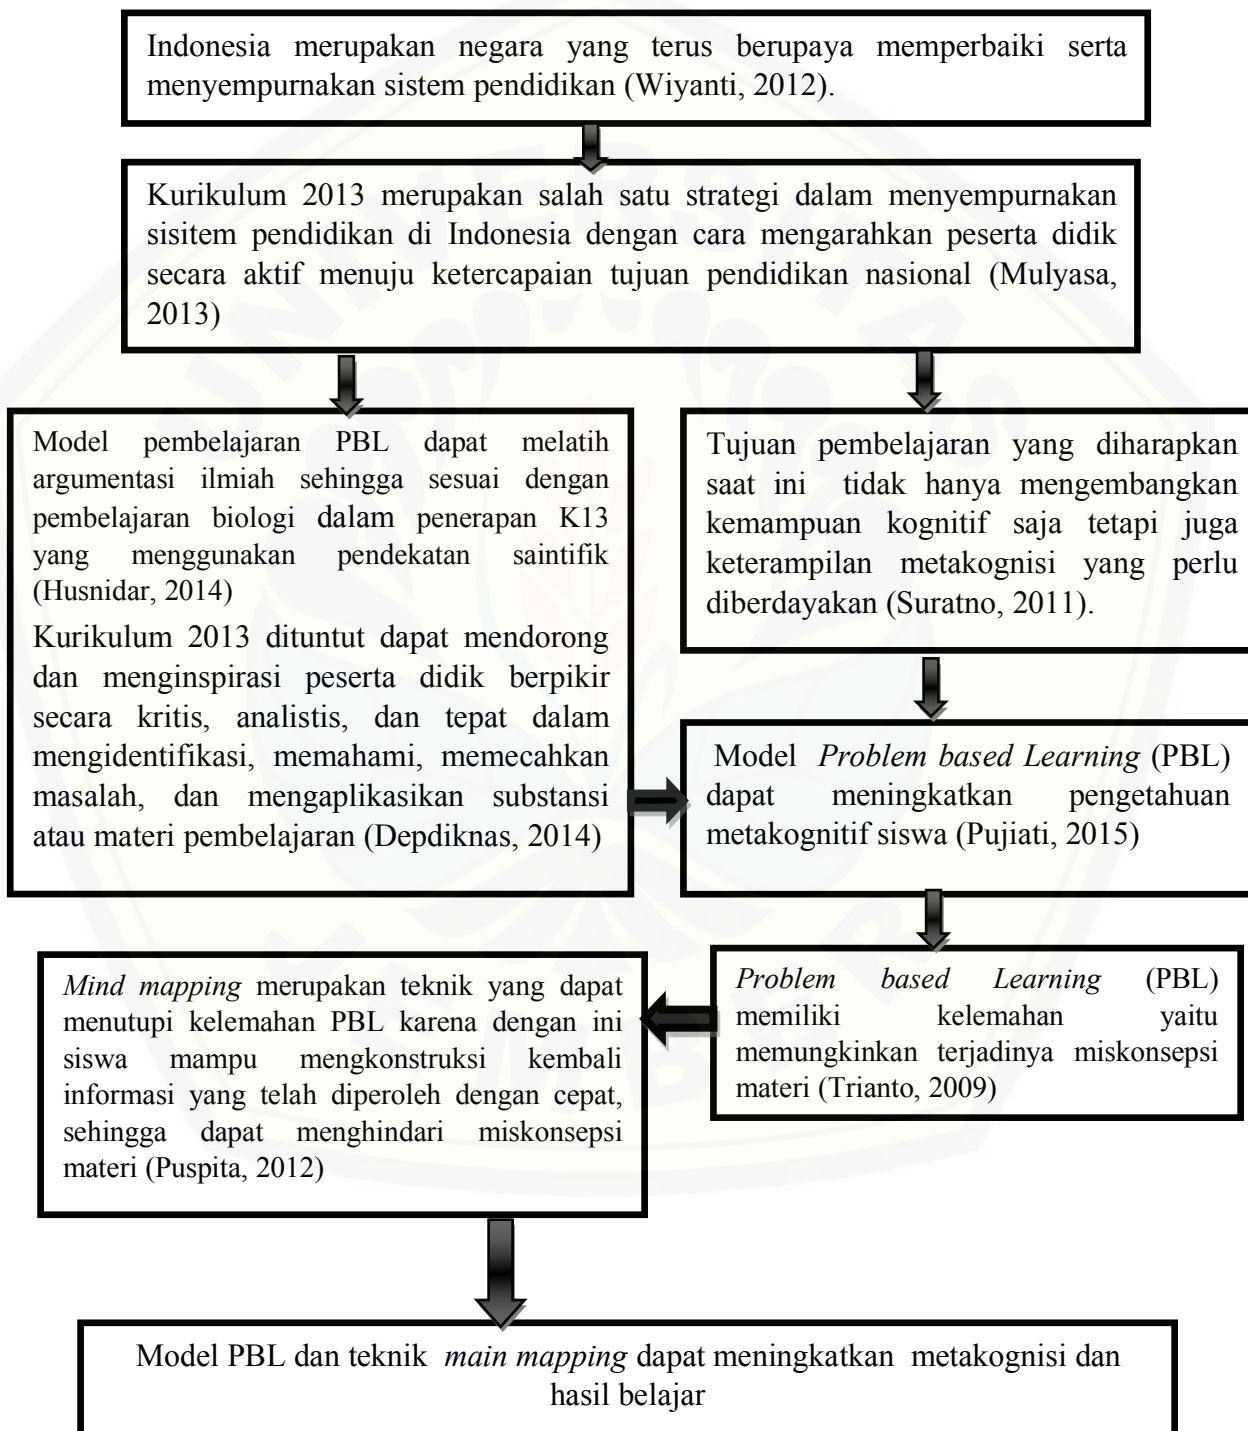 Indonesia merupakan negara yang terus berupaya memperbaiki serta
menyempurnakan sistem pendidikan (Wiyanti, 2012).
Kurikulum 2013 merupakan salah satu strategi dalam menyempurnakan
sisitem pendidikan di Indonesia dengan cara mengarahkan peserta didik
secara aktif menuju ketercapaian tujuan pendidikan nasional (Mulyasa,
2013)
Model pembelajaran PBL dapat melatih
argumentasi ilmiah sehingga sesuai dengan
pembelajaran biologi dalam penerapan K13
yang menggunakan pendekatan saintifik
(Husnidar, 2014)
Kurikulum 2013 dituntut dapat mendorong
dan menginspirasi peserta didik berpikir
secara kritis, analistis, dan tepat dalam
mengidentifikasi, memahami, memecahkan
masalah, dan mengaplikasikan substansi
atau materi pembelajaran (Depdiknas, 2014)
Tujuan pembelajaran yang diharapkan
saat ini tidak hanya mengembangkan
kemampuan kognitif saja tetapi juga
keterampilan metakognisi yang perlu
diberdayakan (Suratno, 2011).
Model Problem based Learning (PBL)
dapat meningkatkan pengetahuan
metakognitif siswa (Pujiati, 2015)
Problem based Learning (PBL)
memiliki kelemahan yaitu
memungkinkan terjadinya miskonsepsi
materi (Trianto, 2009)
Mind mapping merupakan teknik yang dapat
menutupi kelemahan PBL karena dengan ini
siswa mampu mengkonstruksi kembali
informasi yang telah diperoleh dengan cepat,
sehingga dapat menghindari miskonsepsi
materi (Puspita, 2012)
Model PBL dan teknik main mapping dapat meningkatkan metakognisi dan
hasil belajar
UNIVERSITAS
JEMBER